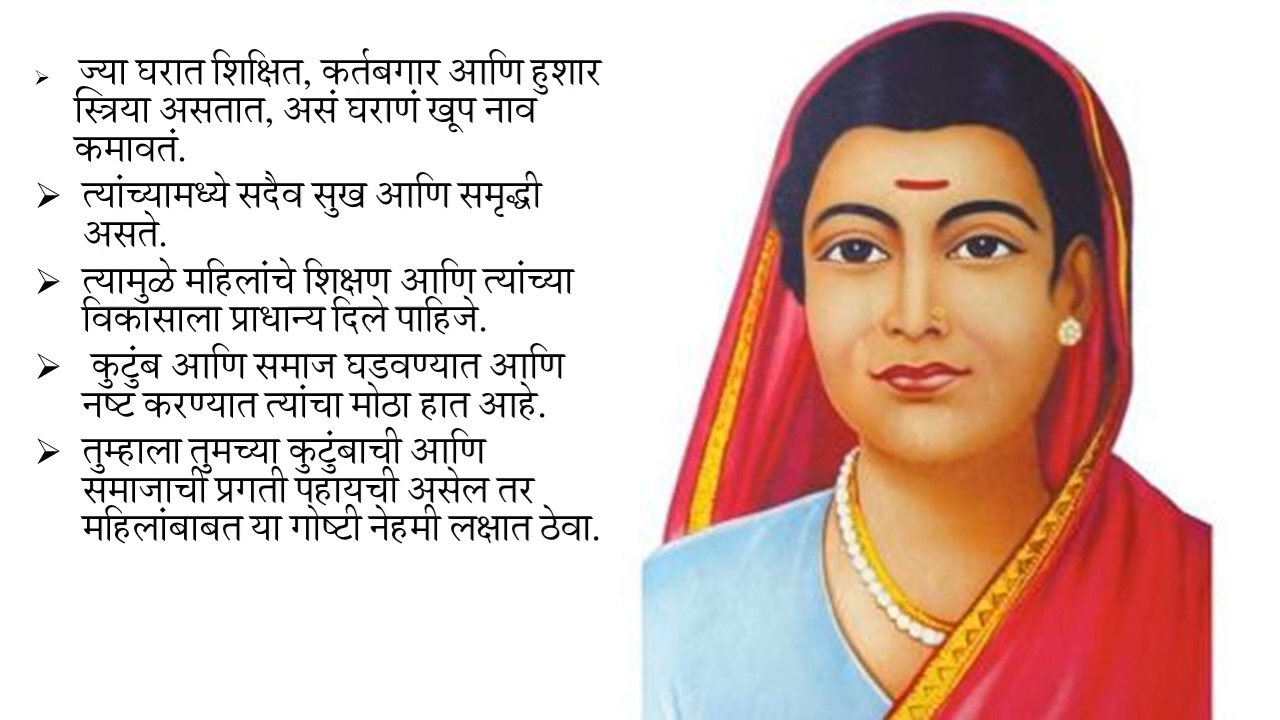 ➢ ज्या घरात शिक्षित, कर्तबगार आणि हुशार
स्त्रिया असतात, असं घराणं खूप नाव
कमावतं.
➢ त्यांच्यामध्ये सदैव सुख आणि समृद्धी
असते.
➢ त्यामुळे महिलांचे शिक्षण आणि त्यांच्या
विकासाला प्राधान्य दिले पाहिजे.
➢ कुटुंब आणि समाज घडवण्यात आणि
नष्ट करण्यात त्यांचा मोठा हात आहे.
➢ तुम्हाला तुमच्या कुटुंबाची आणि
समाजाची प्रगती पहायची असेल तर
महिलांबाबत या गोष्टी नेहमी लक्षात ठेवा.